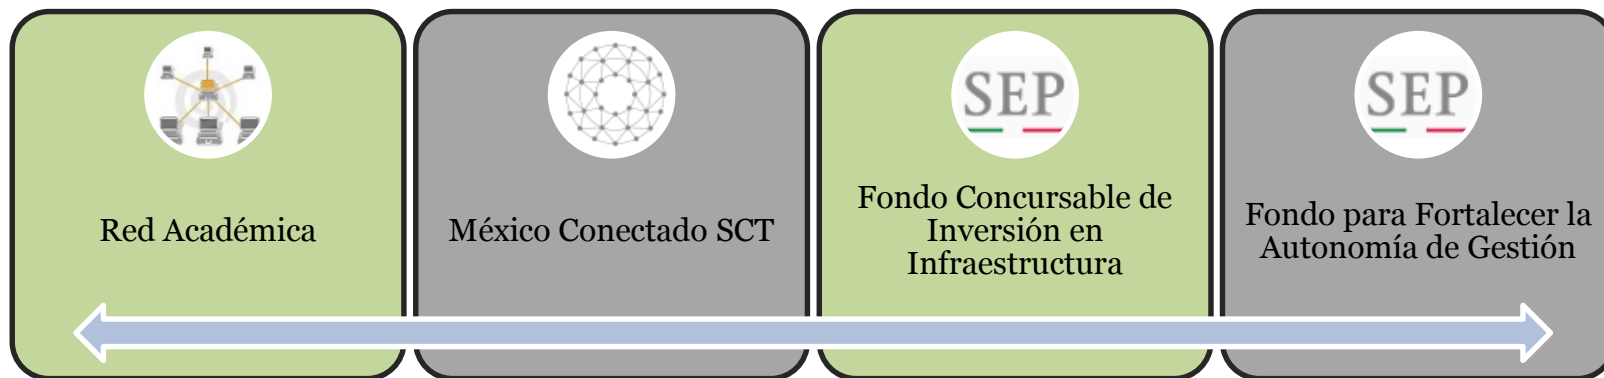 Red Académica
México Conectado SCT
SEP
Fondo Concursable de
Inversión en
Infraestructura
SEP
Fondo para Fortalecer la
Autonomía de Gestión